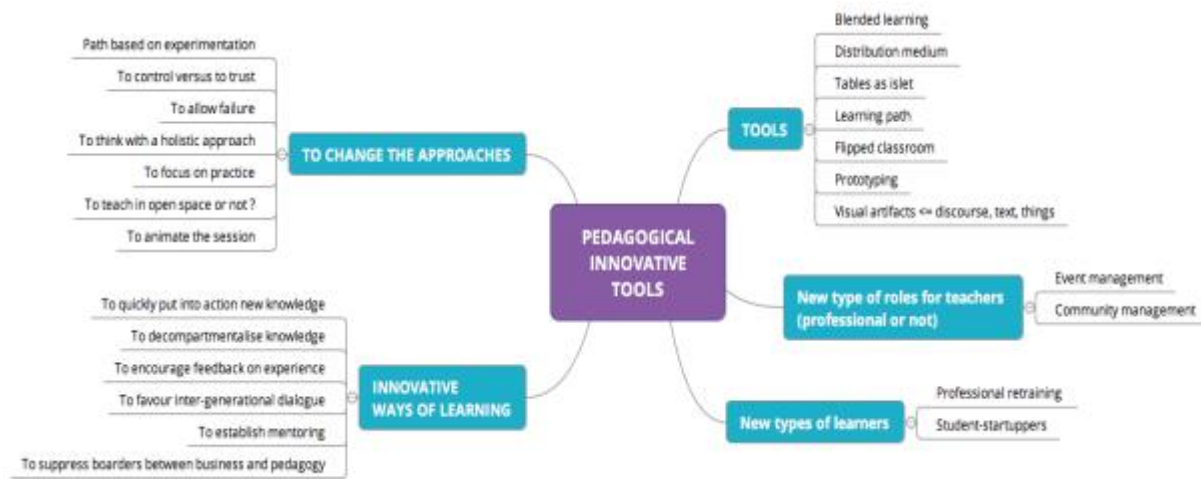 PEDAGOGICAL
INNOVATIVE
TOOLS
TO CHANGE THE APPROACHES
Path based on experimentation
To control versus to trust
To allow failure
To think with a holistic approach
To focus on practice
To teach in open space or not ?
To animate the session
INNOVATIVE
WAYS OF LEARNING
To quickly put into action new knowledge
To decompartmentalise knowledge
To encourage feedback on experience
To favour inter-generational dialogue
To establish mentoring
To suppress boarders between business and pedagogy
TOOLS
Blended learning
Distribution medium
Tables as islet
Learning path
Flipped classroom
Prototyping
Visual artifacts <= discourse, text, things
New type of roles for teachers
(professional or not)
Event management
Community management
New types of learners
Professional retraining
Student-startuppers